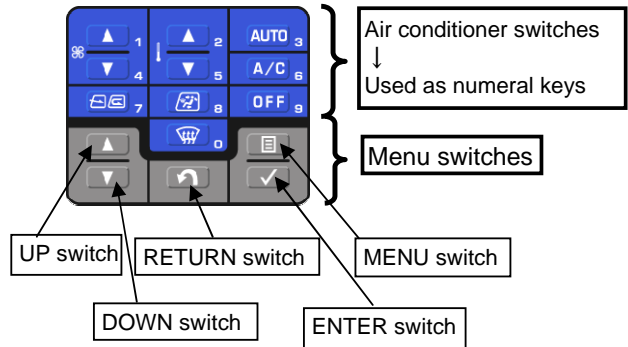 1 2 AUTO 3
4 5 A/C 6
7 8 OFF 9
0
Air conditioner switches
↓
Used as numeral keys
Menu switches
UP switch
RETURN switch
MENU switch
DOWN switch
ENTER switch